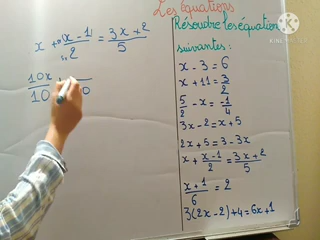 Les équations
Résoudre les équation
suivantes:
x + x-1/2 = 3x+2/5
10x/10
x - 3 = 6
x + 11 = 3/2
5/2 - x = -1/4
3x - 2 = x + 5
2x + 5 = 3 - 3x
x + x-1/2 = 3x+2/5
x+1/6 = 2
3(2x-2)+4=6x+1